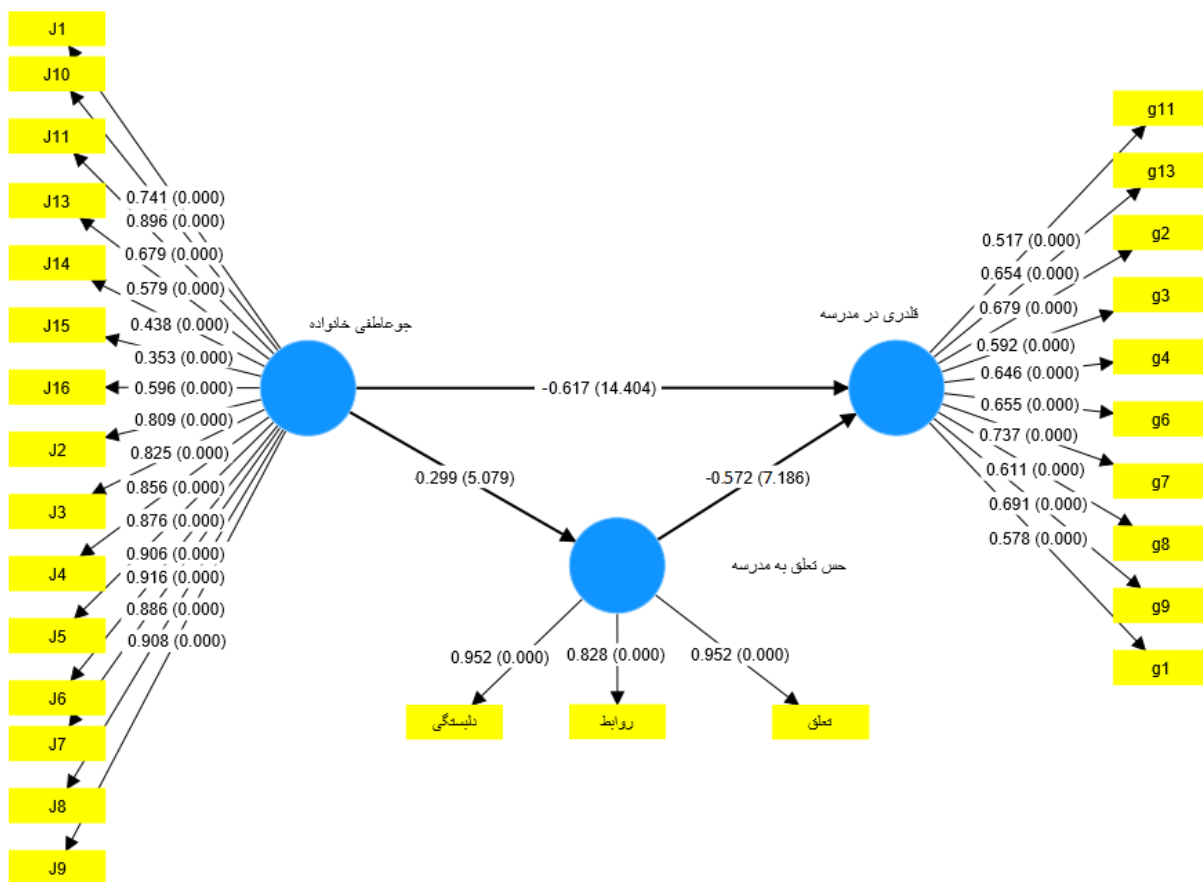 J1
J10
J11
J13
J14
J15
J16
J2
J3
J4
J5
J6
J7
J8
J9
0.741 (0.000)
0.896 (0.000)
0.679 (0.000)
0.579 (0.000)
0.438 (0.000)
0.353 (0.000)
0.596 (0.000)
0.809 (0.000)
0.825 (0.000)
0.856 (0.000)
0.876 (0.000)
0.906 (0.000)
0.916 (0.000)
0.886 (0.000)
0.908 (0.000)
جوعاطفی خانواده
-0.617 (14.404)
0.299 (5.079)
-0.572 (7.186)
حس تعلق به مدرسه
0.952 (0.000)
0.828 (0.000)
0.952 (0.000)
دلبستگی
روابط
تعلق
قلدری در مدرسه
0.517 (0.000)
0.654 (0.000)
0.679 (0.000)
0.592 (0.000)
0.646 (0.000)
0.655 (0.000)
0.737 (0.000)
0.611 (0.000)
0.691 (0.000)
0.578 (0.000)
g11
g13
g2
g3
g4
g6
g7
g8
g9
g1